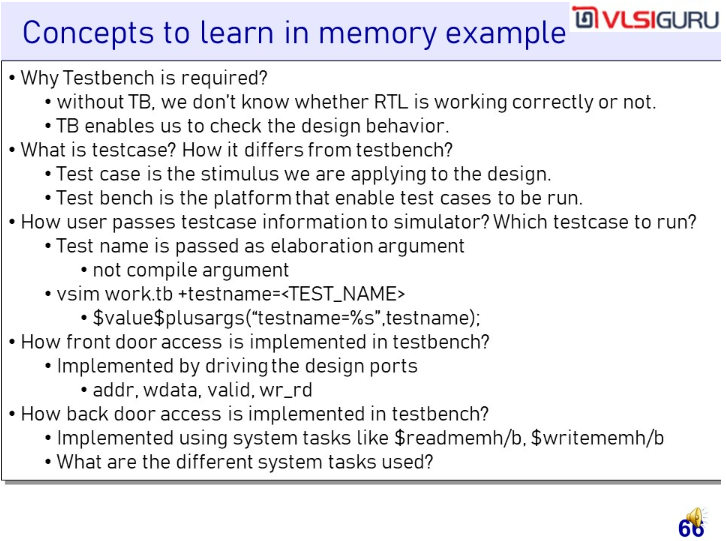 Concepts to learn in memory example
VLSIGURU
• Why Testbench is required?
• without TB, we don't know whether RTL is working correctly or not.
• TB enables us to check the design behavior.
• What is testcase? How it differs from testbench?
• Test case is the stimulus we are applying to the design.
• Test bench is the platform that enable test cases to be run.
• How user passes testcase information to simulator? Which testcase to run?
• Test name is passed as elaboration argument
• not compile argument
• vsim work.tb +testname=<TEST_NAME>
• $value$plusargs(“testname=%s”,testname);
• How front door access is implemented in testbench?
• Implemented by driving the design ports
• addr, wdata, valid, wr_rd
• How back door access is implemented in testbench?
• Implemented using system tasks like $readmemh/b, $writememh/b
• What are the different system tasks used?
66